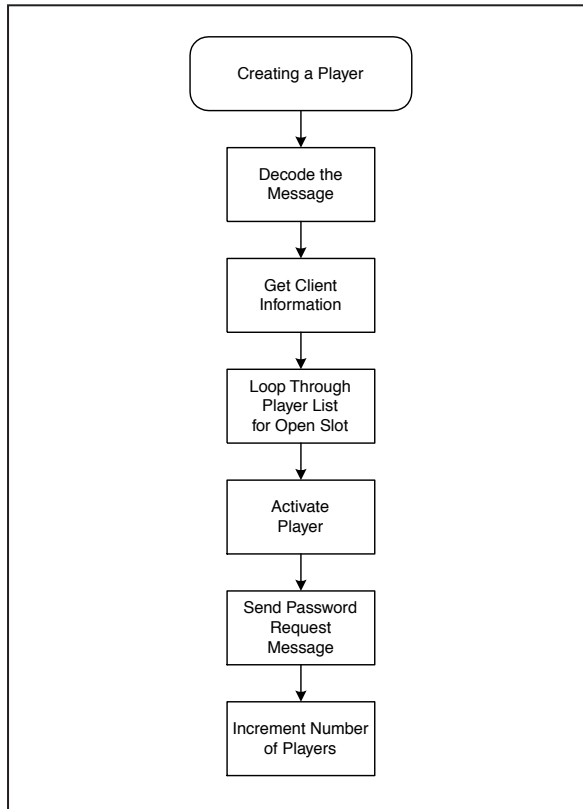 Creating a Player
Decode the
Message
Get Client
Information
Loop Through
Player List
for Open Slot
Activate
Player
Send Password
Request
Message
Increment Number
of Players